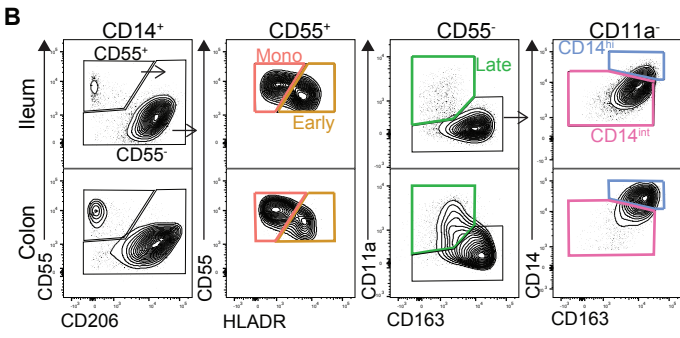 B
CD14⁺ CD55⁺ CD55⁻ CD11a⁻
CD55⁺ Mono Late CD14ʰⁱ
Ileum
CD55⁻ Early CD14ⁱⁿᵗ
Colon
CD55 CD55 CD11a CD14
CD206 HLADR CD163 CD163